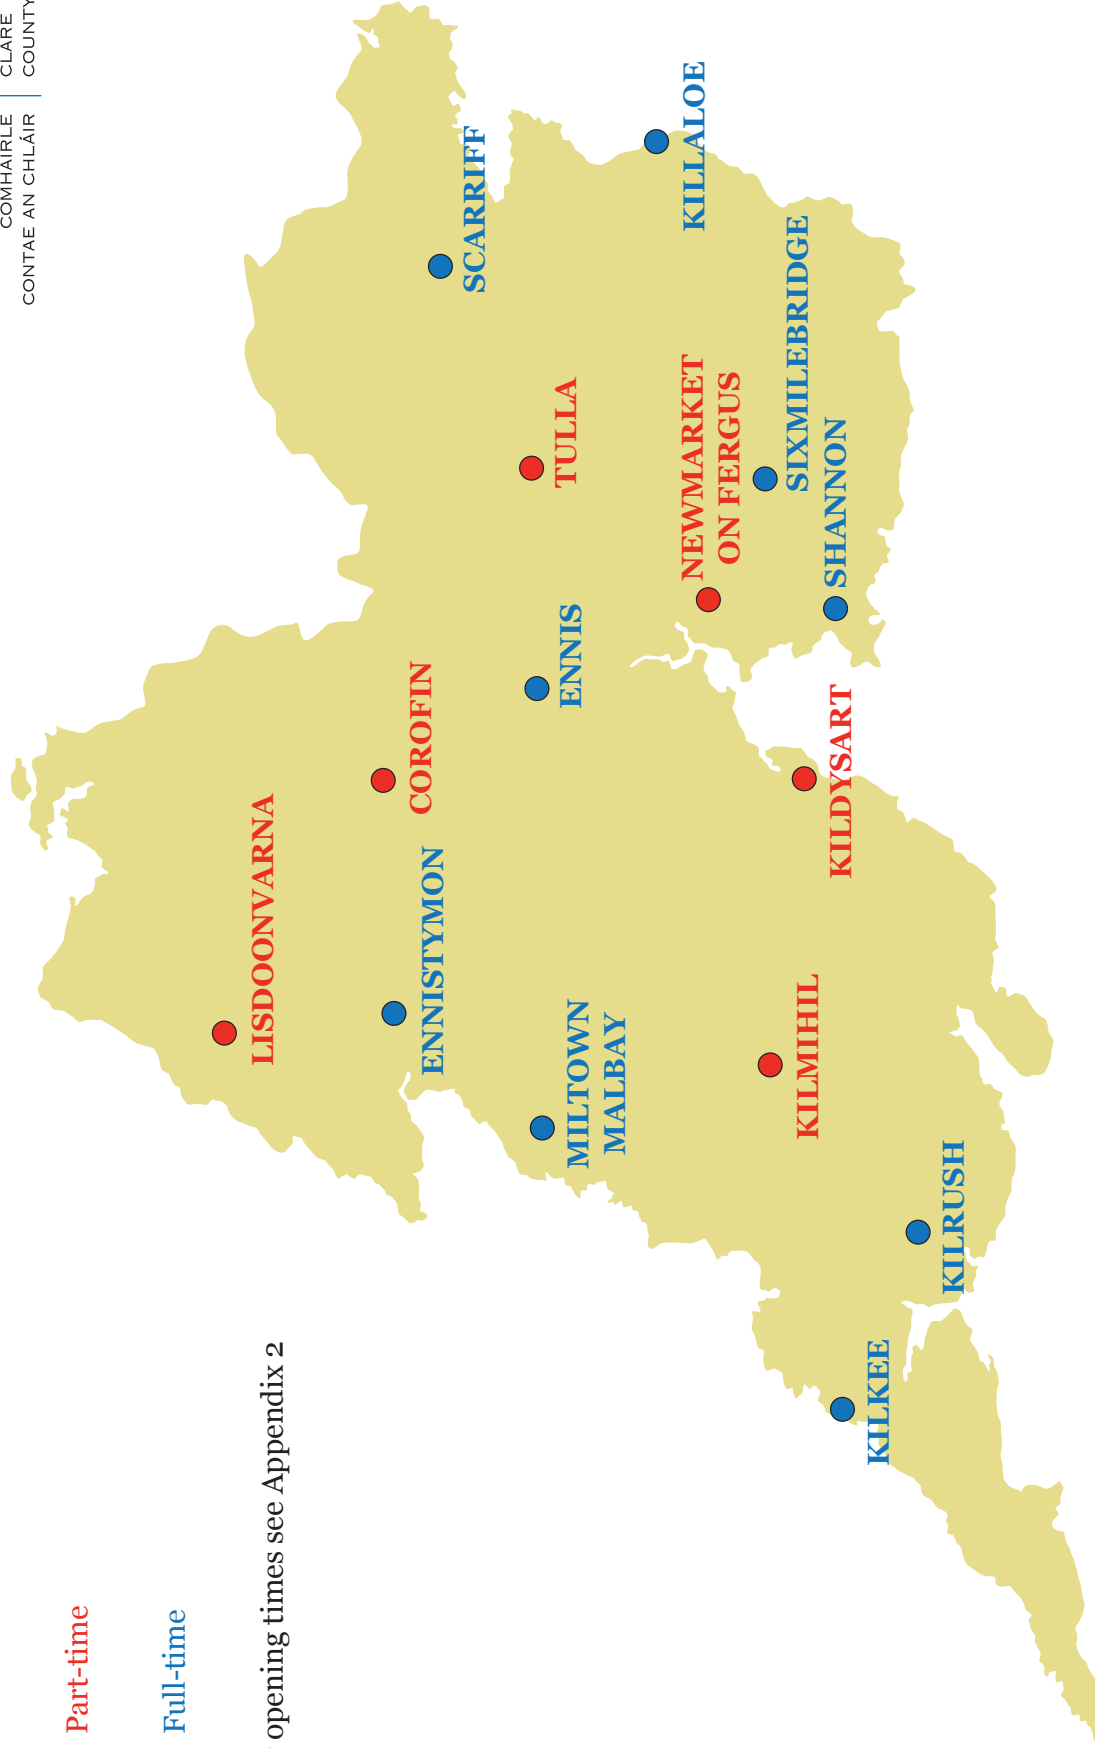 Part-time
Full-time
opening times see Appendix 2
COMHAIRLE
CONTAE AN CHLÁIR
CLARE
COUNTY
LISDOONVARNA
COROFIN
ENNISTYMON
SCARRIFF
TULLA
ENNIS
MILTOWN
MALBAY
KILLALOE
NEWMARKET
ON FERGUS
SIXMILEBRIDGE
SHANNON
KILDYSART
KILMIHIL
KILRUSH
KILKEE